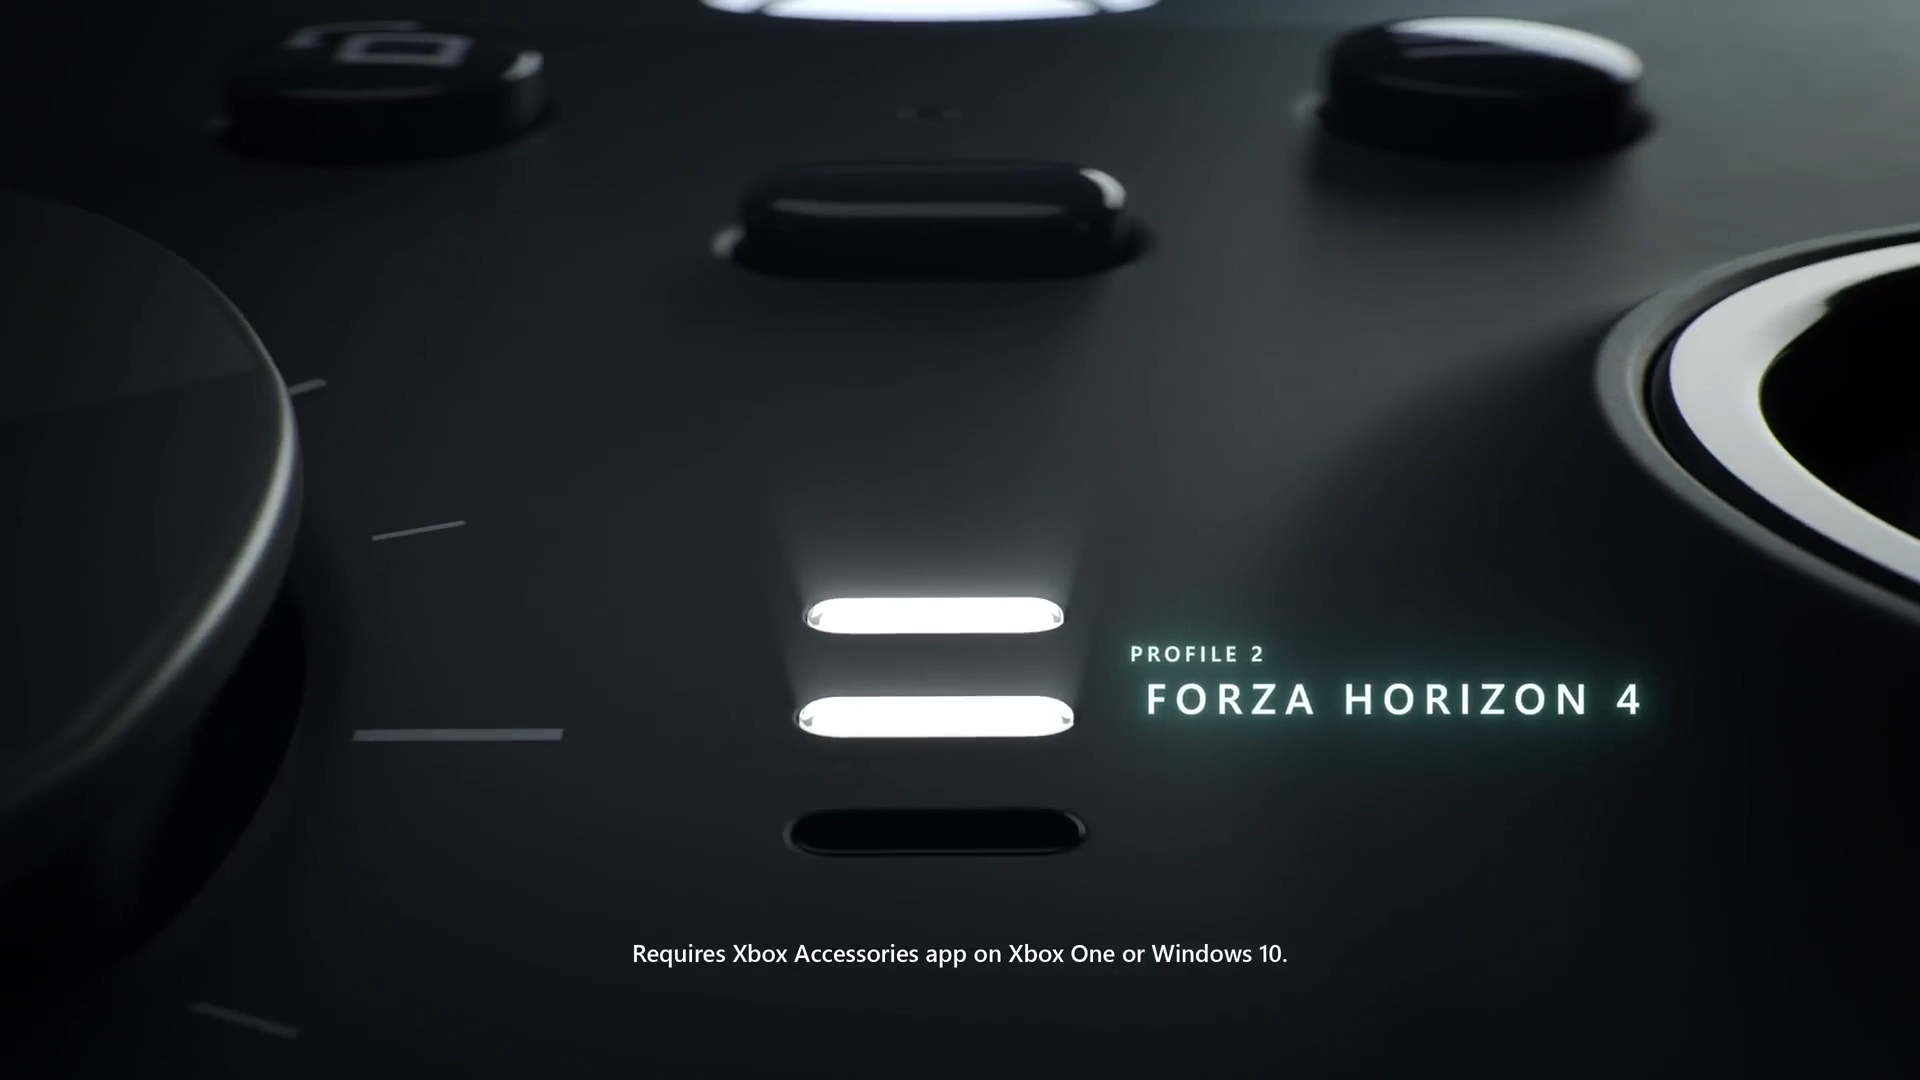 PROFILE 2
FORZA HORIZON 4
Requires Xbox Accessories app on Xbox One or Windows 10.